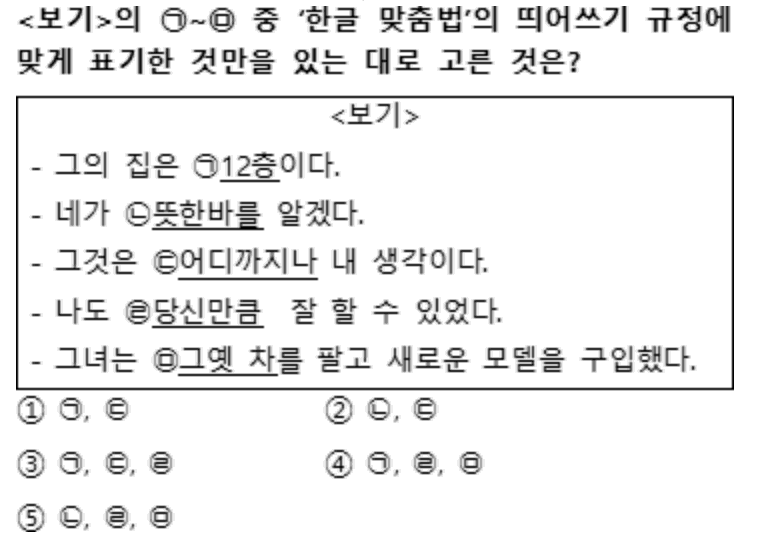 <보기>의 ㉠~㉤ 중 ‘한글 맞춤법’의 띄어쓰기 규정에
맞게 표기한 것만을 있는 대로 고른 것은?
<보기>
- 그의 집은 ㉠12층이다.
- 네가 ㉡뜻한바를 알겠다.
- 그것은 ㉢어디까지나 내 생각이다.
- 나도 ㉣당신만큼 잘 할 수 있었다.
- 그녀는 ㉤그옛 차를 팔고 새로운 모델을 구입했다.
① ㉠, ㉢ ② ㉡, ㉢
③ ㉠, ㉢, ㉣ ④ ㉠, ㉣, ㉤
⑤ ㉡, ㉣, ㉤